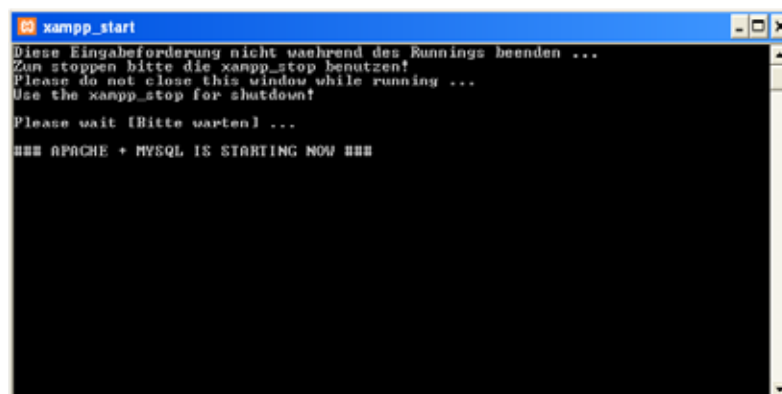 xampp_start
Diese Eingabeforderung nicht waehrend des Runnings beenden ...
Zum stoppen bitte die xampp_stop benutzen!
Please do not close this window while running ...
Use the xampp_stop for shutdown!
Please wait [Bitte warten] ...
### APACHE + MYSQL IS STARTING NOW ###